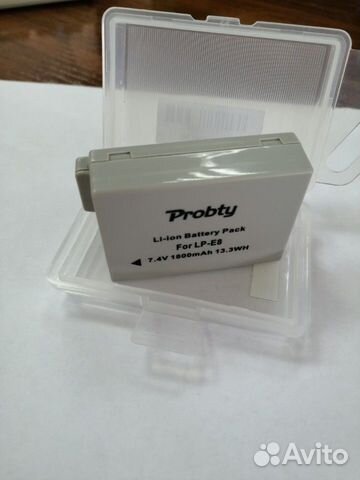 Probty
Li-ion Battery Pack
For LP-E8
7.4V 1800mAh 13.3WH
Avito